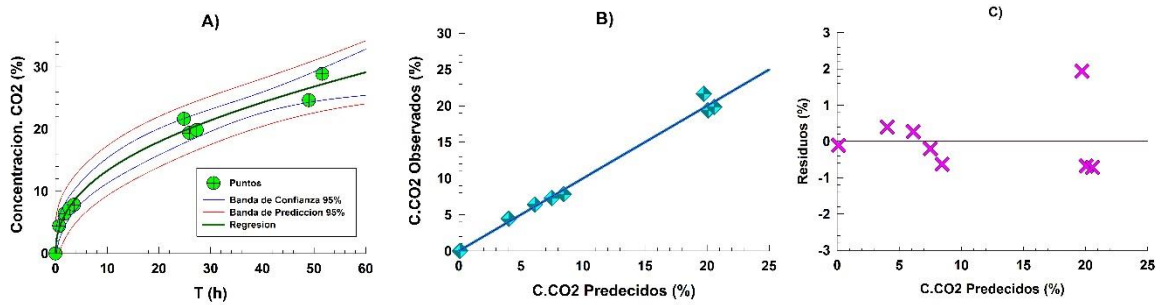 A)
Concentracion. CO2 (%)
30
20
10
0
0 10 20 30 40 50 60
T (h)
Puntos
Banda de Confianza 95%
Banda de Prediccion 95%
Regresion
B)
C.CO2 Observados (%)
35
30
25
20
15
10
5
0
0 5 10 15 20 25
C.CO2 Predecidos (%)
C)
Residuos (%)
3
2
1
0
-1
-2
-3
0 5 10 15 20 25
C.CO2 Predecidos (%)